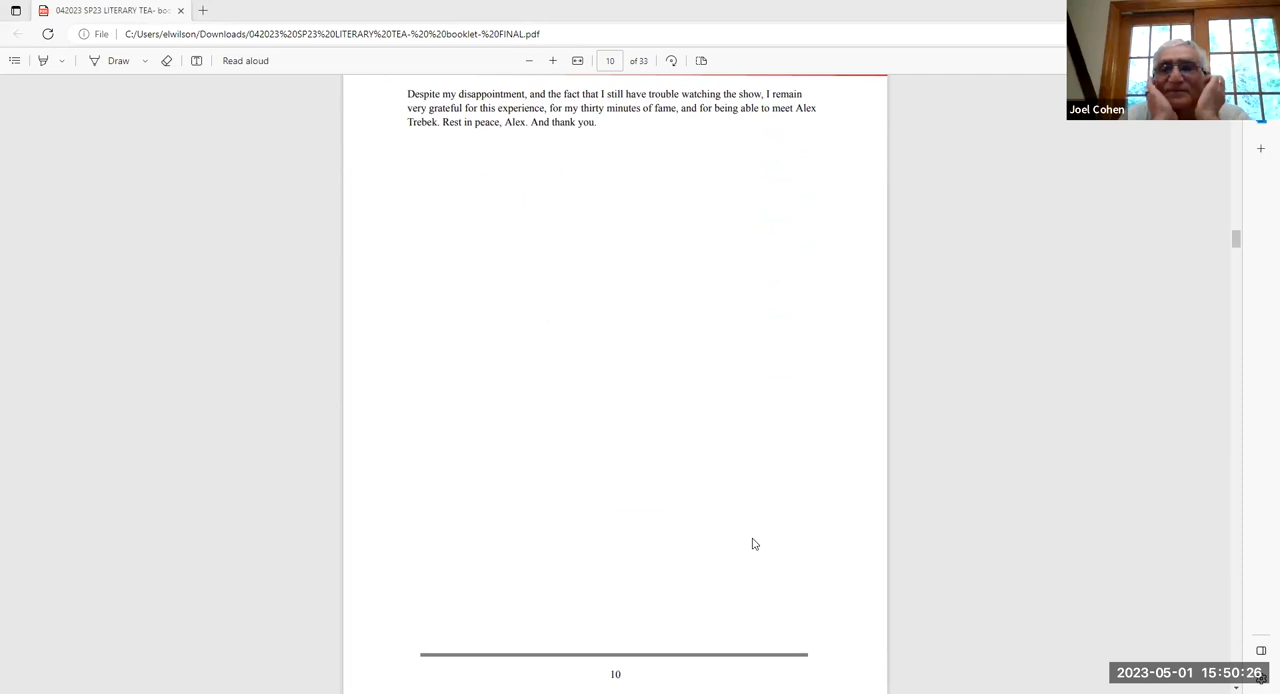 042023 SP23 LITERARY TEA- boo
File
C:/Users/elwilson/Downloads/042023%20SP23%20LITERARY%20TEA-%20%20booklet-%20FINAL.pdf
Draw
Read aloud
10
of 33
Joel Cohen
Despite my disappointment, and the fact that I still have trouble watching the show, I remain
very grateful for this experience, for my thirty minutes of fame, and for being able to meet Alex
Trebek. Rest in peace, Alex. And thank you.
10
2023-05-01 15:50:26